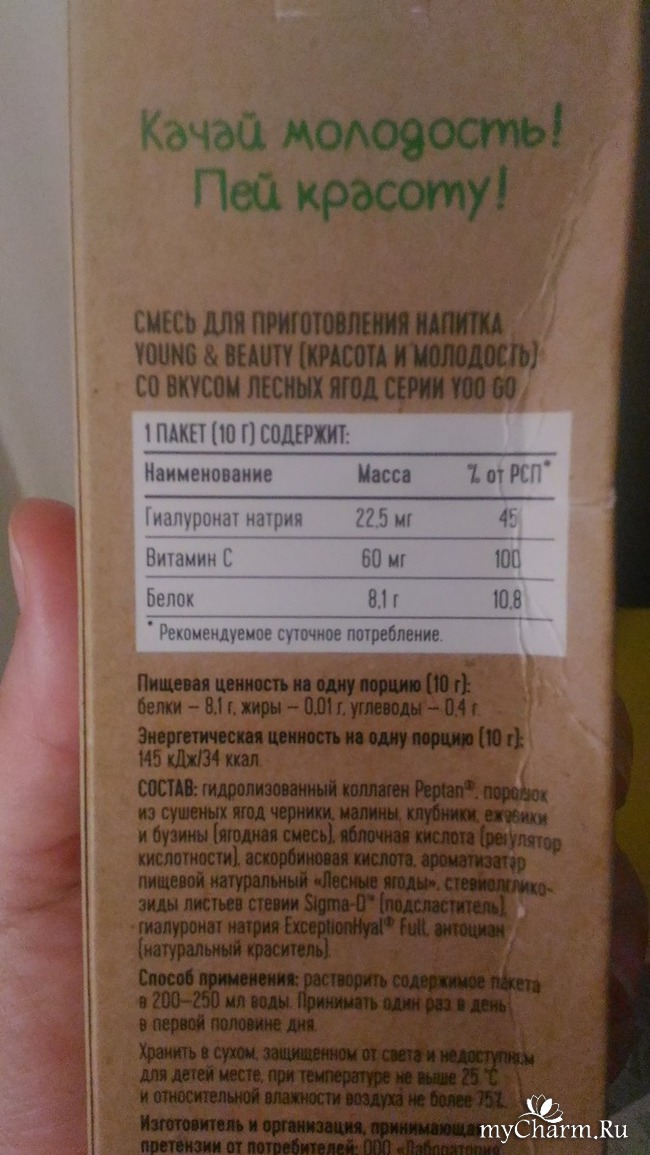 Качай молодость!
Пей красоту!
СМЕСЬ ДЛЯ ПРИГОТОВЛЕНИЯ НАПИТКА
YOUNG & BEAUTY (КРАСОТА И МОЛОДОСТЬ)
СО ВКУСОМ ЛЕСНЫХ ЯГОД СЕРИИ YOO GO
1 ПАКЕТ (10 Г) СОДЕРЖИТ:
Наименование Масса % от РСП*
Гиалуронат натрия 22,5 мг 45
Витамин С 60 мг 100
Белок 8,1 г 10,8
* Рекомендуемое суточное потребление.
Пищевая ценность на одну порцию (10 г):
белки – 8,1 г, жиры – 0,01 г, углеводы – 0,4 г.
Энергетическая ценность на одну порцию (10 г):
145 кДж/34 ккал.
СОСТАВ: гидролизованный коллаген Peptan®, порошок
из сушеных ягод черники, малины, клубники, ежевики
и бузины (ягодная смесь), яблочная кислота (регулятор
кислотности), аскорбиновая кислота, ароматизатор
пищевой натуральный «Лесные ягоды», стевиолглико-
зиды листьев стевии Sigma-D™ (подсластитель),
гиалуронат натрия ExceptionHyal® Full, антоциан
(натуральный краситель).
Способ применения: растворить содержимое пакета
в 200–250 мл воды. Принимать один раз в день
в первой половине дня.
Хранить в сухом, защищенном от света и недоступном
для детей месте, при температуре не выше 25 °С
и относительной влажности воздуха не более 75%.
Изготовитель и организация, принимающая
претензии от потребителей: ООО «Лаборатория
myCharm.Ru